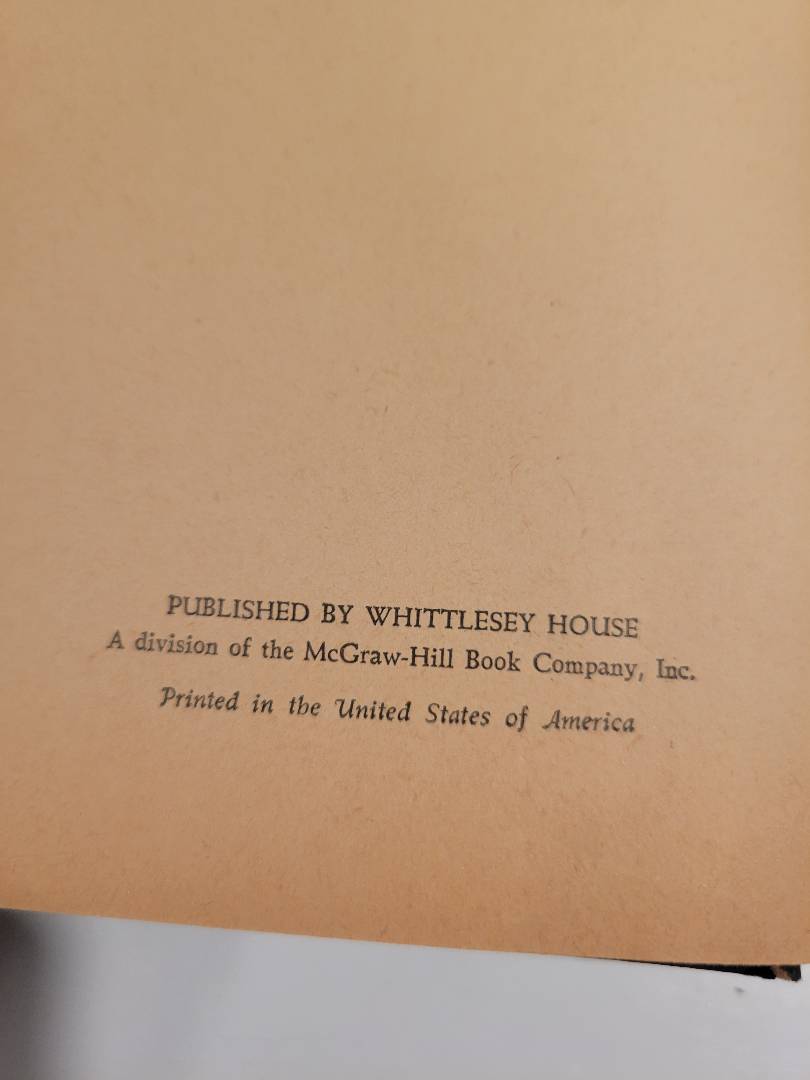 PUBLISHED BY WHITTLESEY HOUSE
A division of the McGraw-Hill Book Company, Inc.
Printed in the United States of America